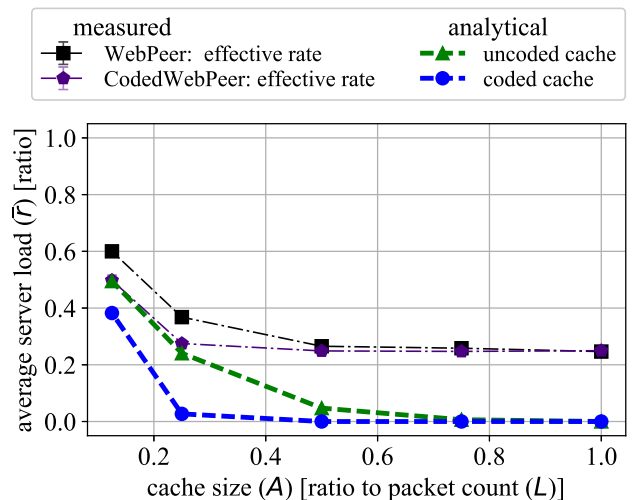 measured
analytical
WebPeer: effective rate
uncoded cache
CodedWebPeer: effective rate
coded cache
average server load (r̄) [ratio]
1.0
0.8
0.6
0.4
0.2
0.0
0.2
0.4
0.6
0.8
1.0
cache size (A) [ratio to packet count (L)]